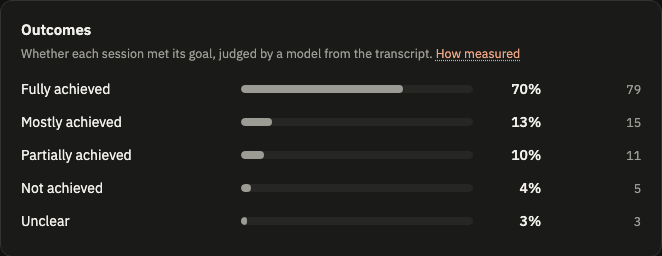 Outcomes
Whether each session met its goal, judged by a model from the transcript. How measured
Fully achieved 70% 79
Mostly achieved 13% 15
Partially achieved 10% 11
Not achieved 4% 5
Unclear 3% 3